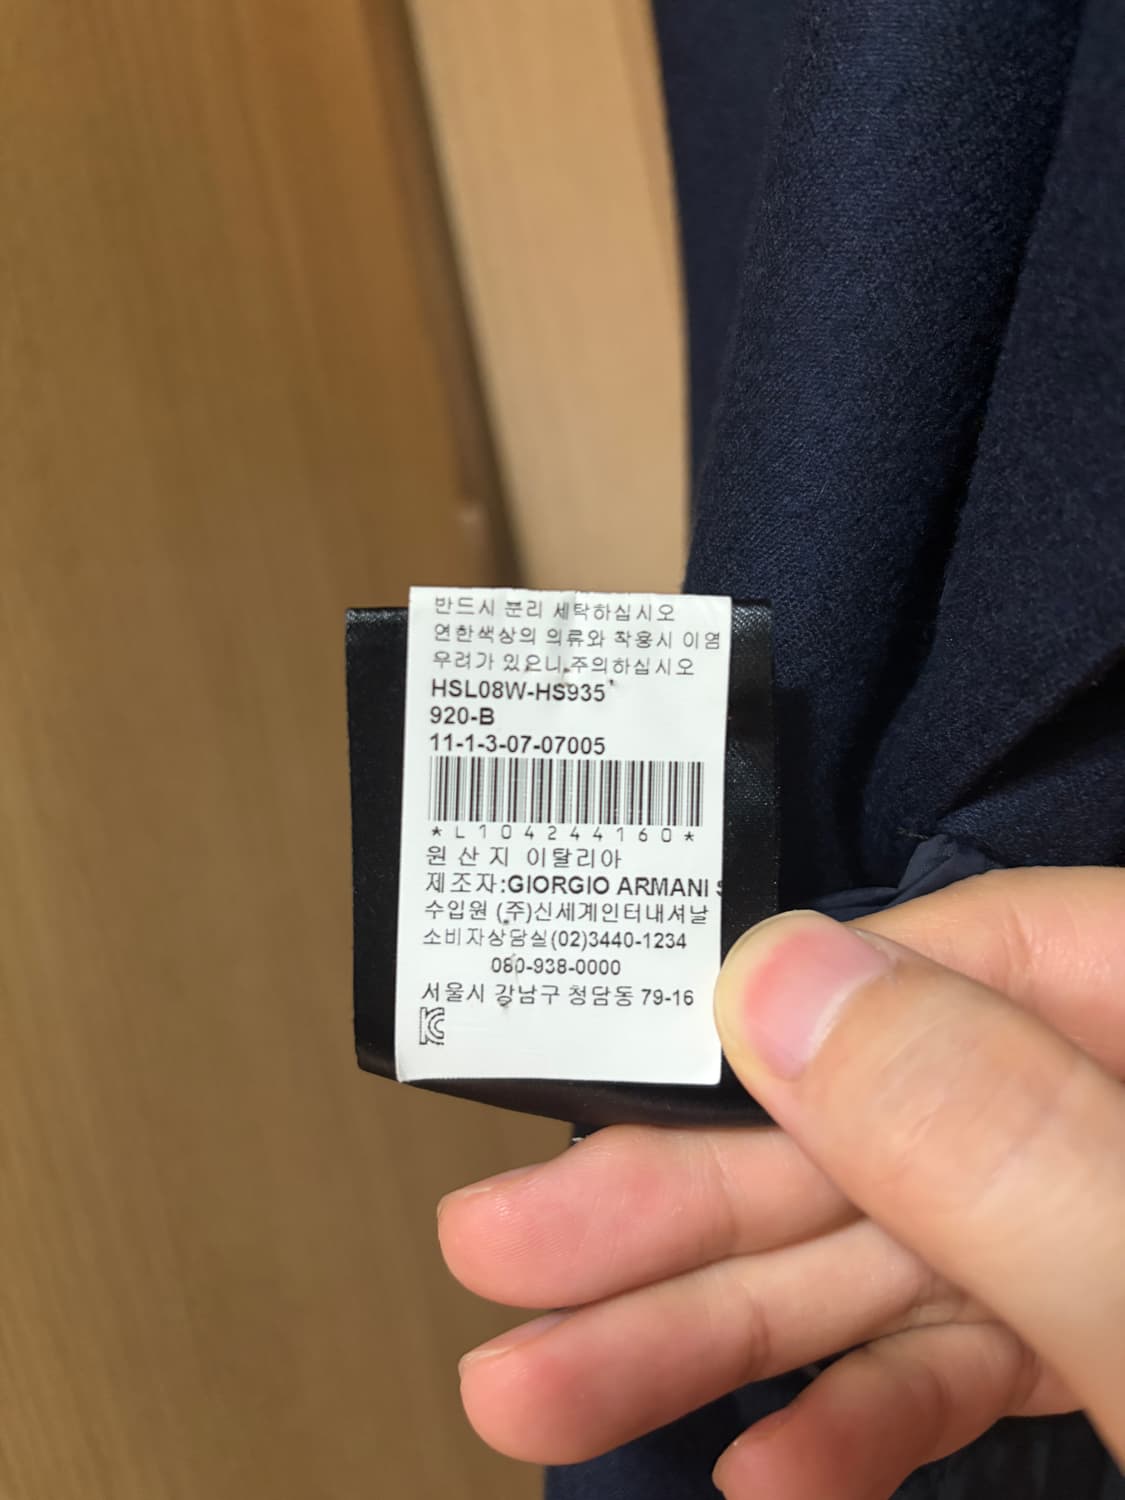 반드시 분리 세탁하십시오
연한색상의 의류와 착용시 이염
우려가 있으니 주의하십시오
HSL08W-HS935
920-B
11-1-3-07-07005
*L104244160*
원 산 지 이탈리아
제조자:GIORGIO ARMANI S
수입원 (주)신세계인터내셔날
소비자상담실(02)3440-1234
080-938-0000
서울시 강남구 청담동 79-16
KC